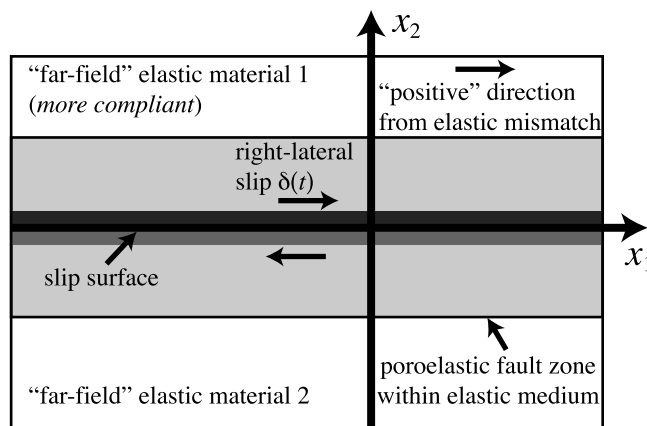 x2
“far-field” elastic material 1
(more compliant)
“positive” direction
from elastic mismatch
right-lateral
slip δ(t)
x1
slip surface
poroelastic fault zone
within elastic medium
“far-field” elastic material 2